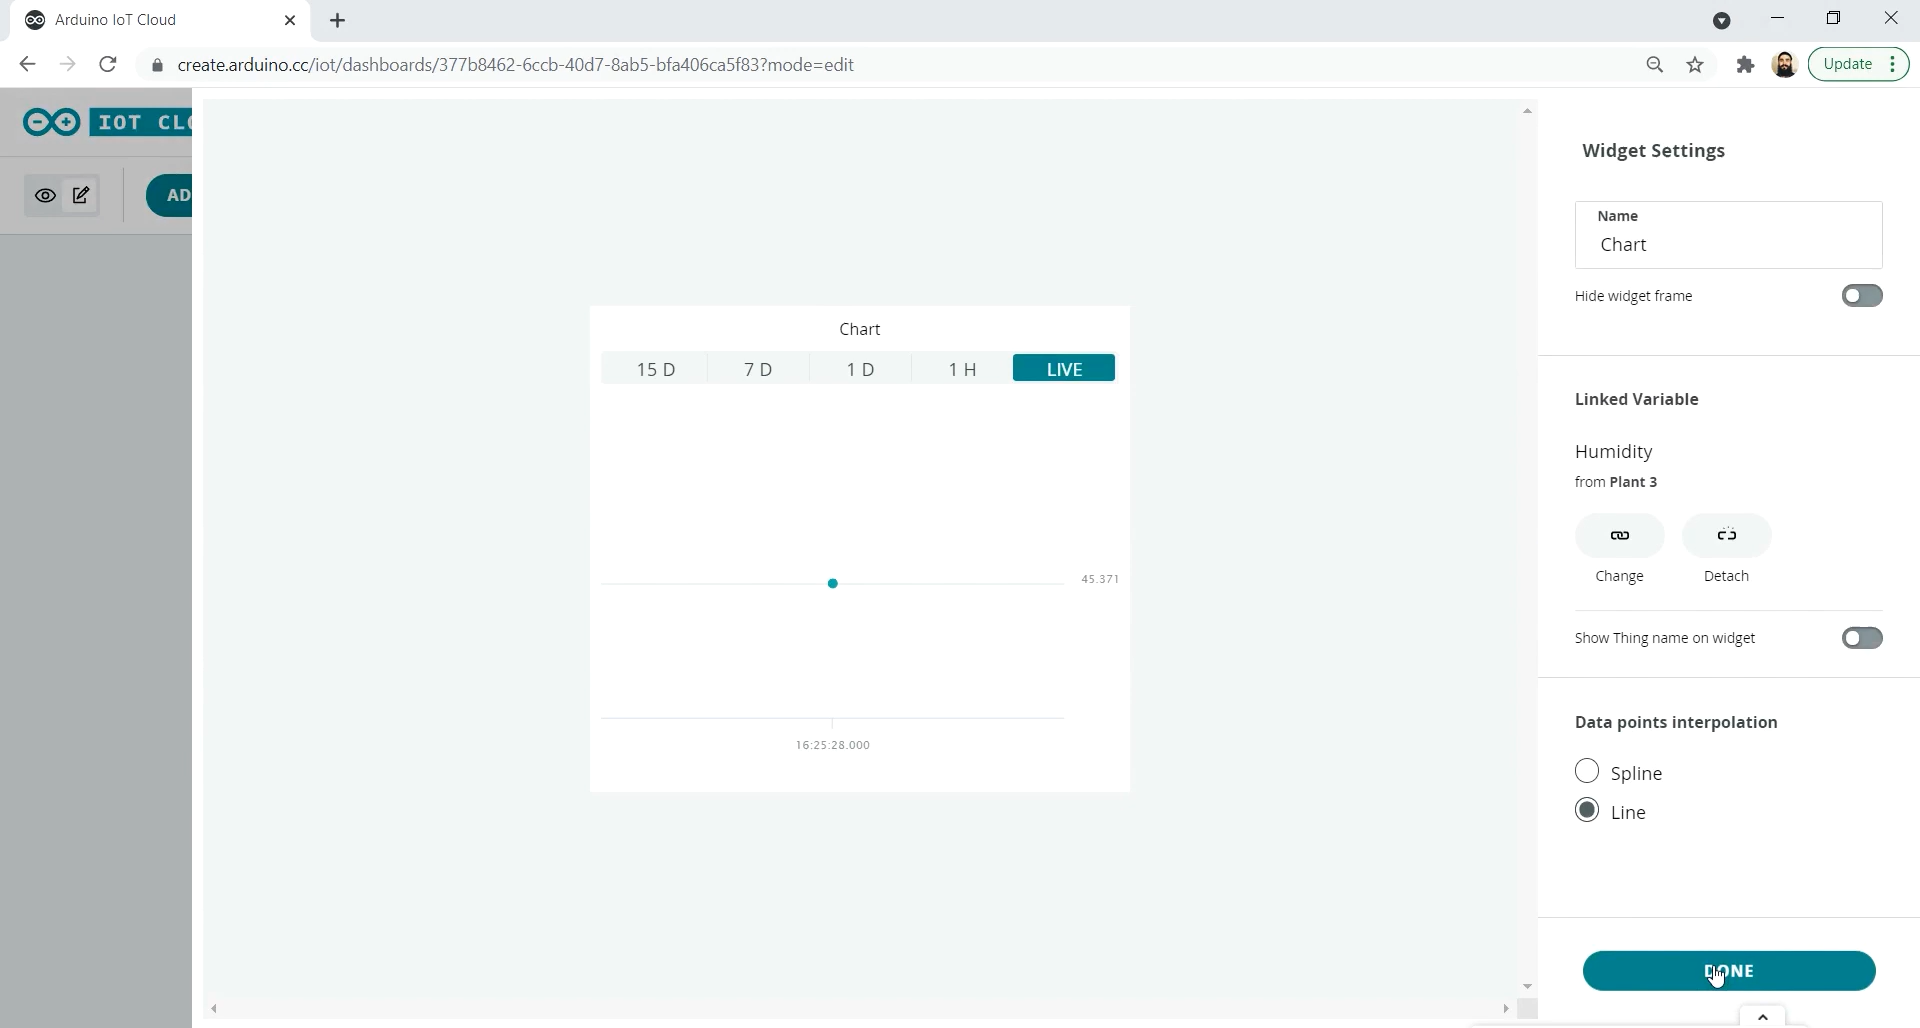 Arduino IoT Cloud
create.arduino.cc/iot/dashboards/377b8462-6ccb-40d7-8ab5-bfa406ca5f83?mode=edit
Update
IOT CLO
AD
Chart
15 D 7 D 1 D 1 H LIVE
45.371
16:25:28.000
Widget Settings
Name
Chart
Hide widget frame
Linked Variable
Humidity
from Plant 3
Change Detach
Show Thing name on widget
Data points interpolation
Spline
Line
DONE